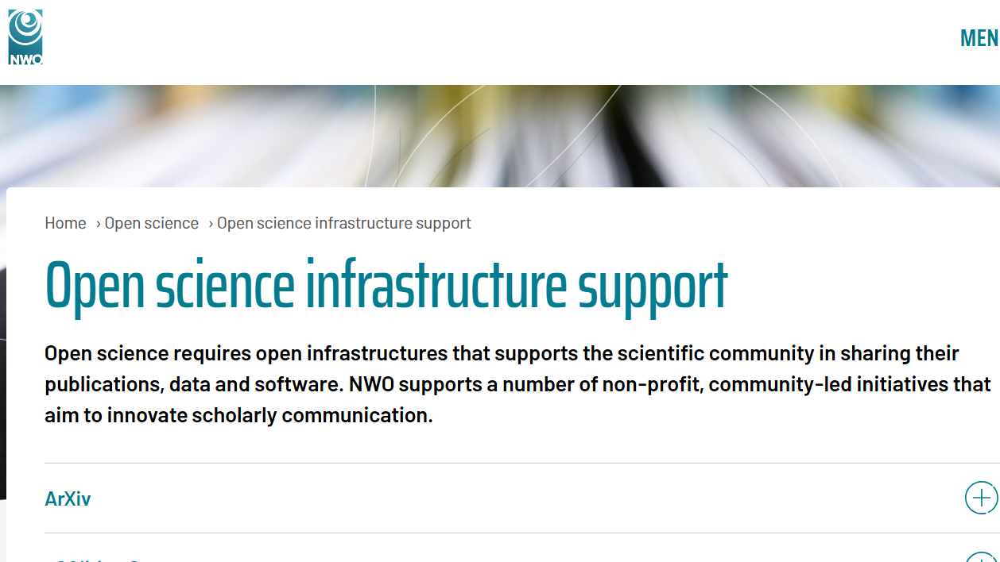 NWO
MEN
Home › Open science › Open science infrastructure support
Open science infrastructure support
Open science requires open infrastructures that supports the scientific community in sharing their
publications, data and software. NWO supports a number of non-profit, community-led initiatives that
aim to innovate scholarly communication.
ArXiv